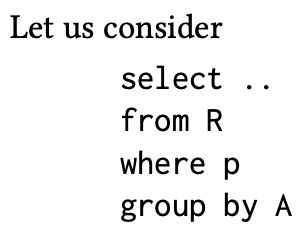 Let us consider
select ..
from R
where p
group by A